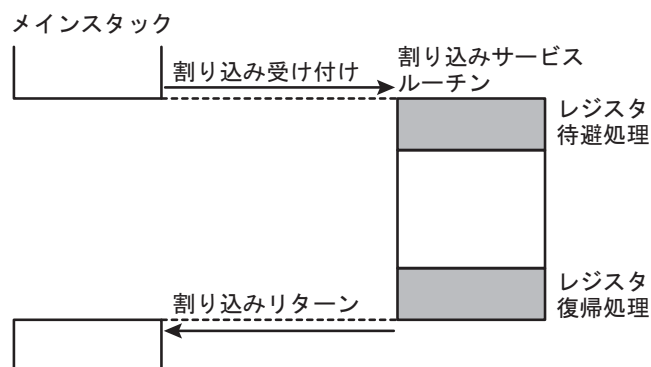 メインスタック
割り込み受け付け
割り込みサービス
ルーチン
レジスタ
待避処理
レジスタ
復帰処理
割り込みリターン